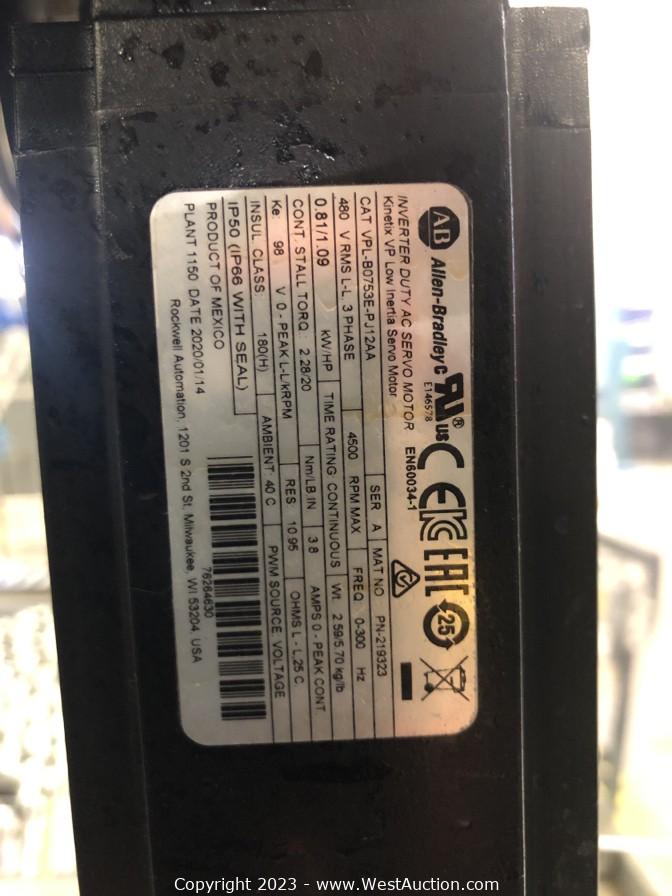 AB Allen-Bradley c RU® US CE KC EAC 25
E146578
INVERTER DUTY AC SERVO MOTOR EN60034-1
Kinetix VP Low Inertia Servo Motor
CAT VPL-B0753E-PJ12AA SER A MAT NO PN-219323
480 V RMS L-L 3 PHASE 4500 RPM MAX FREQ 0-300 Hz
0.81/1.09 kW/HP TIME RATING CONTINUOUS Wt. 2.59/5.70 kg/lb
CONT. STALL TORQ. 2.28/20 Nm/LB IN 3.8 AMPS 0 - PEAK CONT.
Ke: 98 V 0 - PEAK L-L/kRPM RES 10.95 OHMS L - L,25 C.
INSUL CLASS: 180(H) AMBIENT 40 C PWM SOURCE VOLTAGE
IP50 (IP66 WITH SEAL)
PRODUCT OF MEXICO 76264630
PLANT 1150 DATE 2020/01/14
Rockwell Automation, 1201 S 2nd St, Milwaukee, WI 53204, USA
Copyright 2023 - www.WestAuction.com